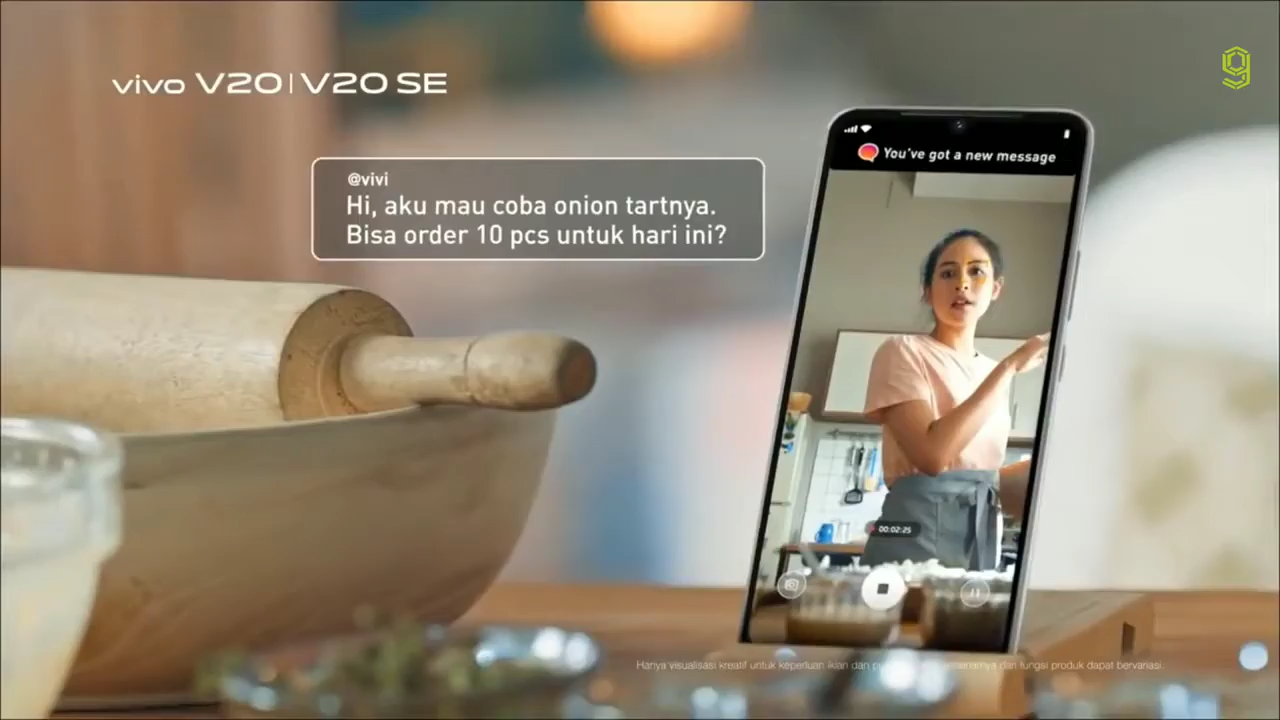 vivo V20 | V20 SE
You've got a new message
@vivi
Hi, aku mau coba onion tartnya.
Bisa order 10 pcs untuk hari ini?
00:02:25
Hanya visualisasi kreatif untuk keperluan iklan dan dan fungsi produk dapat bervariasi.